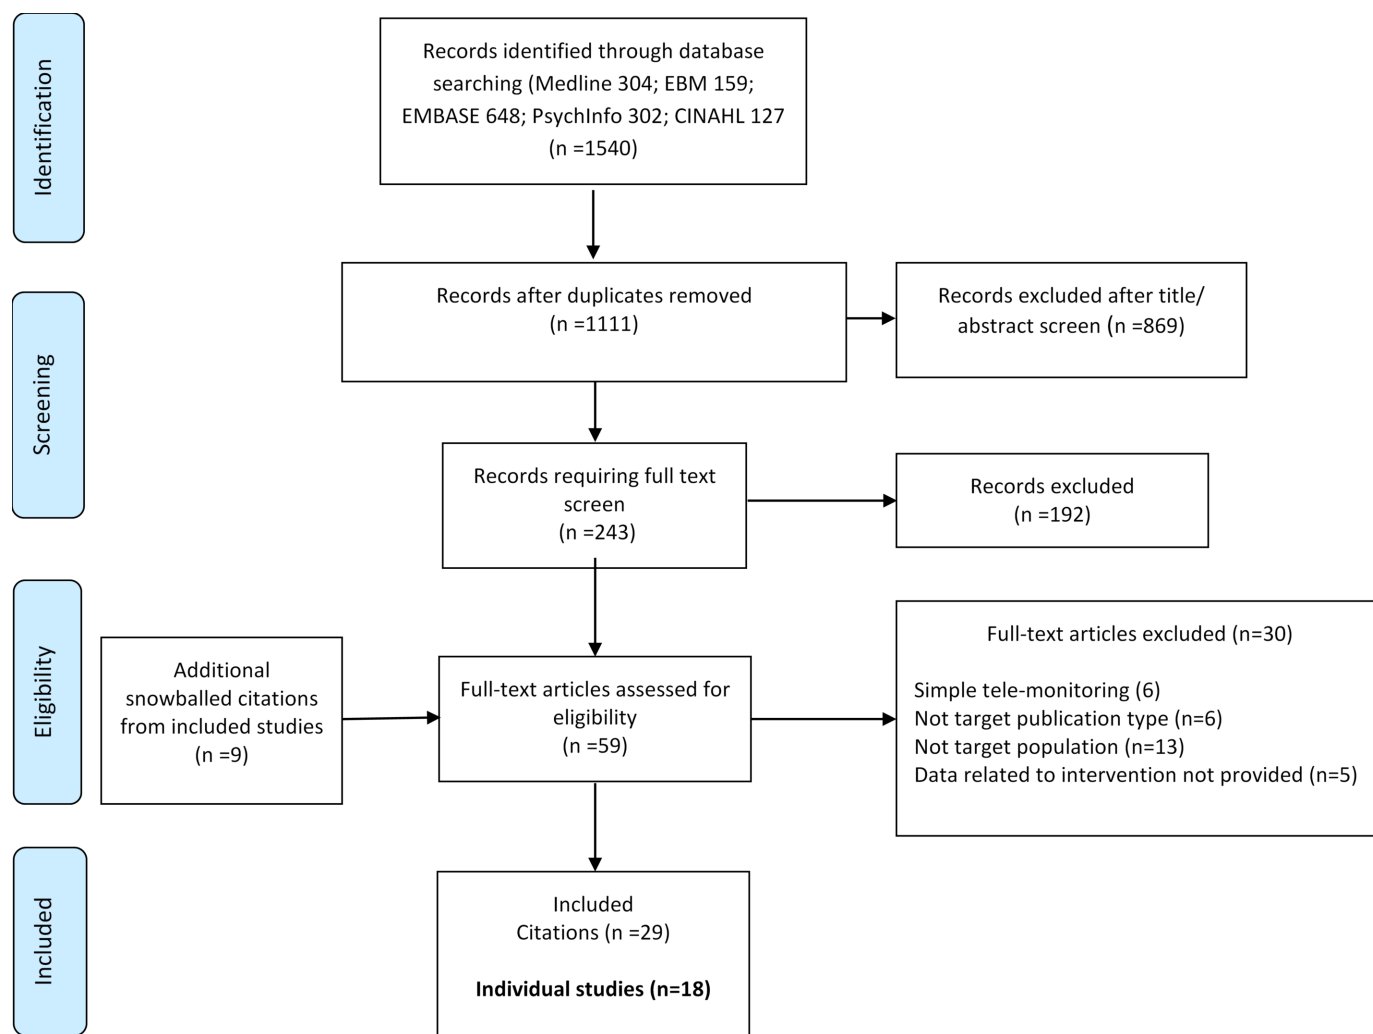 Identification
Records identified through database
searching (Medline 304; EBM 159;
EMBASE 648; PsychInfo 302; CINAHL 127
(n =1540)
Screening
Records after duplicates removed
(n =1111)
Records excluded after title/
abstract screen (n =869)
Records requiring full text
screen
(n =243)
Records excluded
(n =192)
Eligibility
Additional
snowballed citations
from included studies
(n =9)
Full-text articles assessed for
eligibility
(n =59)
Full-text articles excluded (n=30)
Simple tele-monitoring (6)
Not target publication type (n=6)
Not target population (n=13)
Data related to intervention not provided (n=5)
Included
Included
Citations (n =29)
Individual studies (n=18)